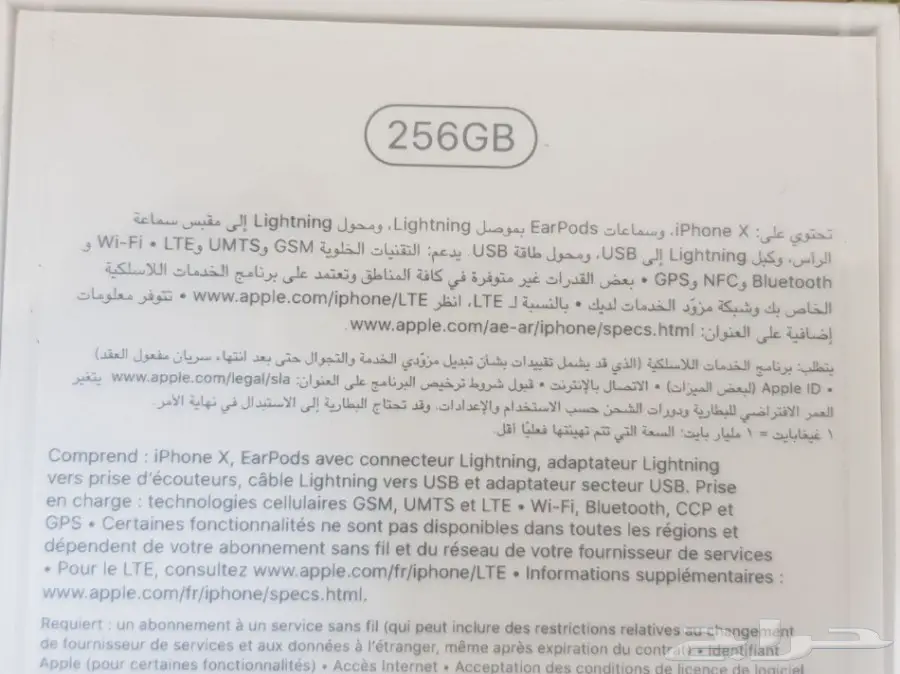 256GB
تحتوي على: iPhone X، وسماعات EarPods بموصل Lightning، ومحول Lightning إلى مقبس سماعة
الرأس، وكبل Lightning إلى USB، ومحول طاقة USB. يدعم: التقنيات الخلوية GSM وUMTS وLTE • Wi-Fi و
Bluetooth وNFC وGPS • بعض القدرات غير متوفرة في كافة المناطق وتعتمد على برنامج الخدمات اللاسلكية
الخاص بك وشبكة مزوّد الخدمات لديك • بالنسبة لـ LTE، انظر www.apple.com/iphone/LTE • تتوفر معلومات
إضافية على العنوان: www.apple.com/ae-ar/iphone/specs.html.
يتطلب: برنامج الخدمات اللاسلكية (الذي قد يشمل تقييدات بشأن تبديل مزوّدي الخدمة والتجوال حتى بعد انتهاء سريان مفعول العقد)
• Apple ID (لبعض الميزات) • الاتصال بالإنترنت • قبول شروط ترخيص البرنامج على العنوان: www.apple.com/legal/sla يتغير
العمر الافتراضي للبطارية ودورات الشحن حسب الاستخدام والإعدادات. وقد تحتاج البطارية إلى الاستبدال في نهاية الأمر.
١ غيغابايت = ١ مليار بايت؛ السعة التي تتم تهيئتها فعليًا أقل.
Comprend : iPhone X, EarPods avec connecteur Lightning, adaptateur Lightning
vers prise d'écouteurs, câble Lightning vers USB et adaptateur secteur USB. Prise
en charge : technologies cellulaires GSM, UMTS et LTE • Wi-Fi, Bluetooth, CCP et
GPS • Certaines fonctionnalités ne sont pas disponibles dans toutes les régions et
dépendent de votre abonnement sans fil et du réseau de votre fournisseur de services
• Pour le LTE, consultez www.apple.com/fr/iphone/LTE • Informations supplémentaires :
www.apple.com/fr/iphone/specs.html.
Requiert : un abonnement à un service sans fil (qui peut inclure des restrictions relatives au changement
de fournisseur de services et aux données à l'étranger, même après expiration du contrat) • Identifiant
Apple (pour certaines fonctionnalités) • Accès Internet • Acceptation des conditions de licence de logiciel
حراج